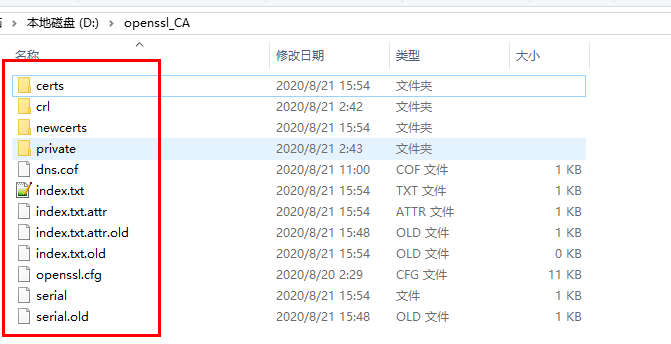 本地磁盘 (D:) › openssl_CA
名称 修改日期 类型 大小
certs 2020/8/21 15:54 文件夹
crl 2020/8/21 2:42 文件夹
newcerts 2020/8/21 15:54 文件夹
private 2020/8/21 2:43 文件夹
dns.cof 2020/8/21 11:00 COF 文件 1 KB
index.txt 2020/8/21 15:54 TXT 文件 1 KB
index.txt.attr 2020/8/21 15:54 ATTR 文件 1 KB
index.txt.attr.old 2020/8/21 15:48 OLD 文件 1 KB
index.txt.old 2020/8/21 15:54 OLD 文件 0 KB
openssl.cfg 2020/8/20 2:29 CFG 文件 11 KB
serial 2020/8/21 15:54 文件 1 KB
serial.old 2020/8/21 15:48 OLD 文件 1 KB